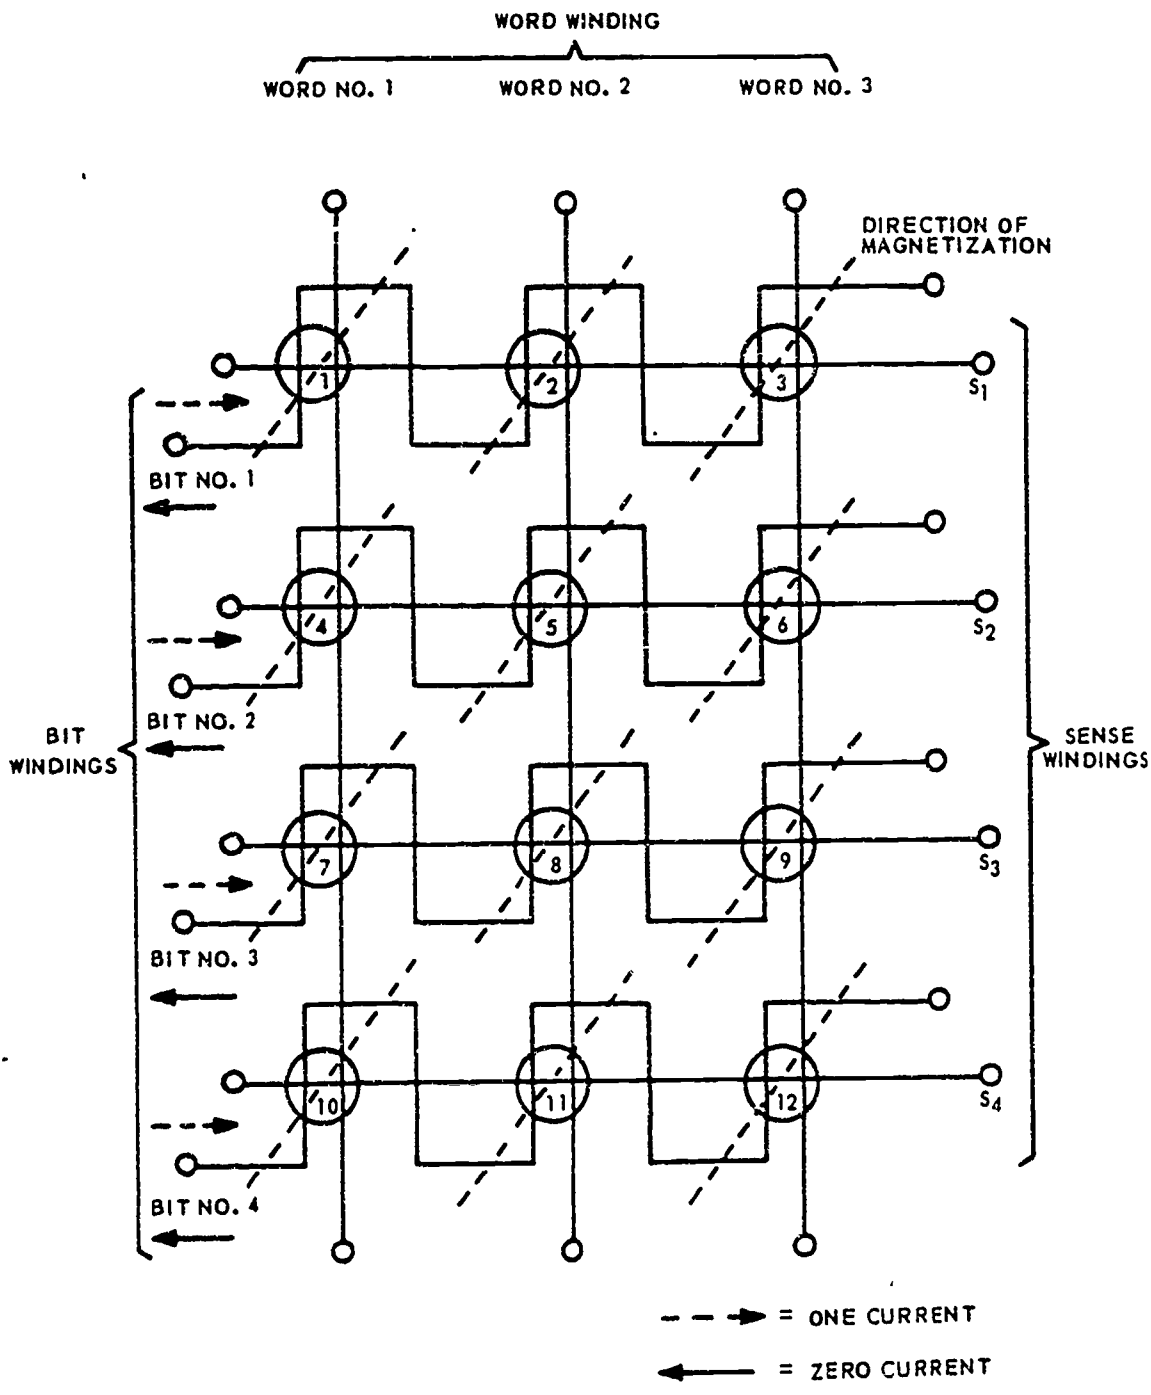 WORD WINDING
WORD NO. 1 WORD NO. 2 WORD NO. 3
DIRECTION OF
MAGNETIZATION
1 2 3
S1
BIT NO. 1
4 5 6
S2
BIT NO. 2
BIT
WINDINGS
SENSE
WINDINGS
7 8 9
S3
BIT NO. 3
10 11 12
S4
BIT NO. 4
= ONE CURRENT
= ZERO CURRENT